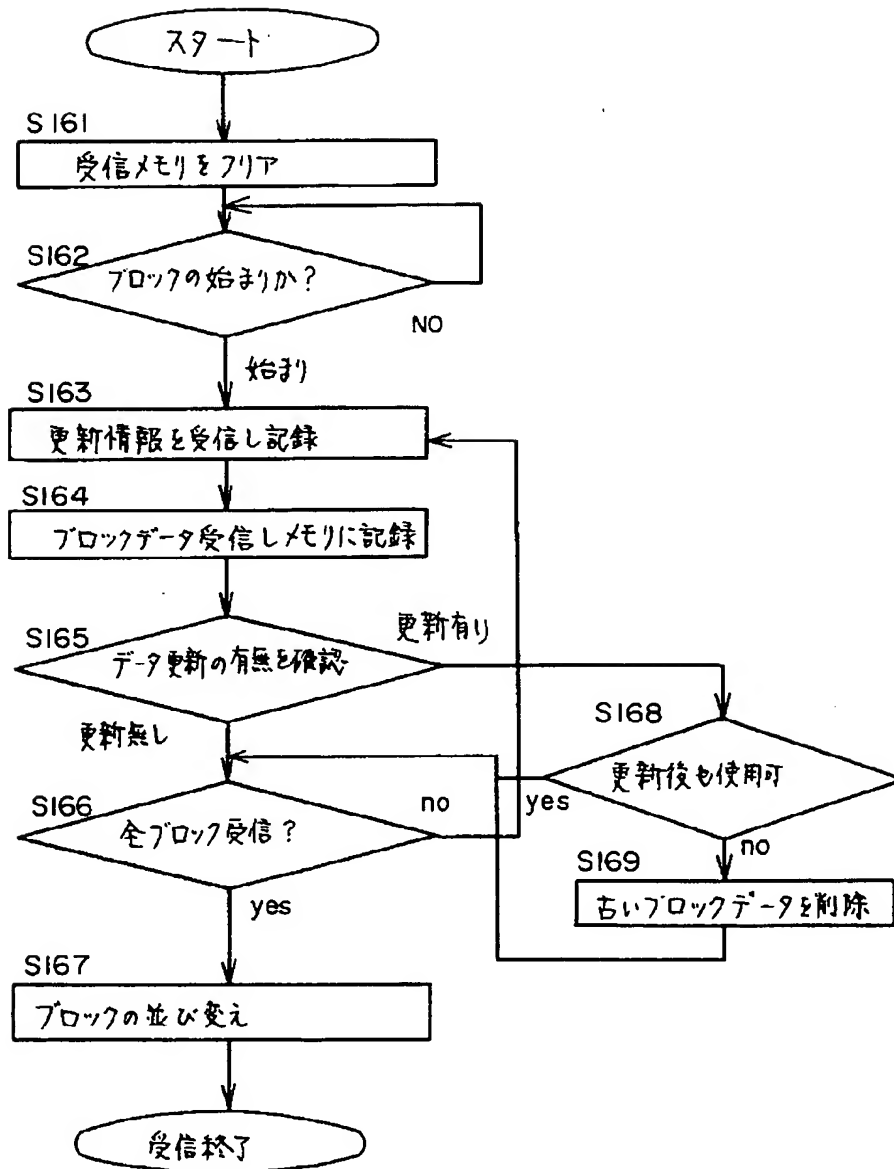 スタート
S161
受信メモリをクリア
S162
ブロックの始まりか?
NO
始まり
S163
更新情報を受信し記録
S164
ブロックデータ受信しメモリに記録
S165
データ更新の有無を確認
更新有り
更新無し
S168
更新後も使用可
yes
no
S166
全ブロック受信?
no
yes
S169
古いブロックデータを削除
S167
ブロックの並び変え
受信終了